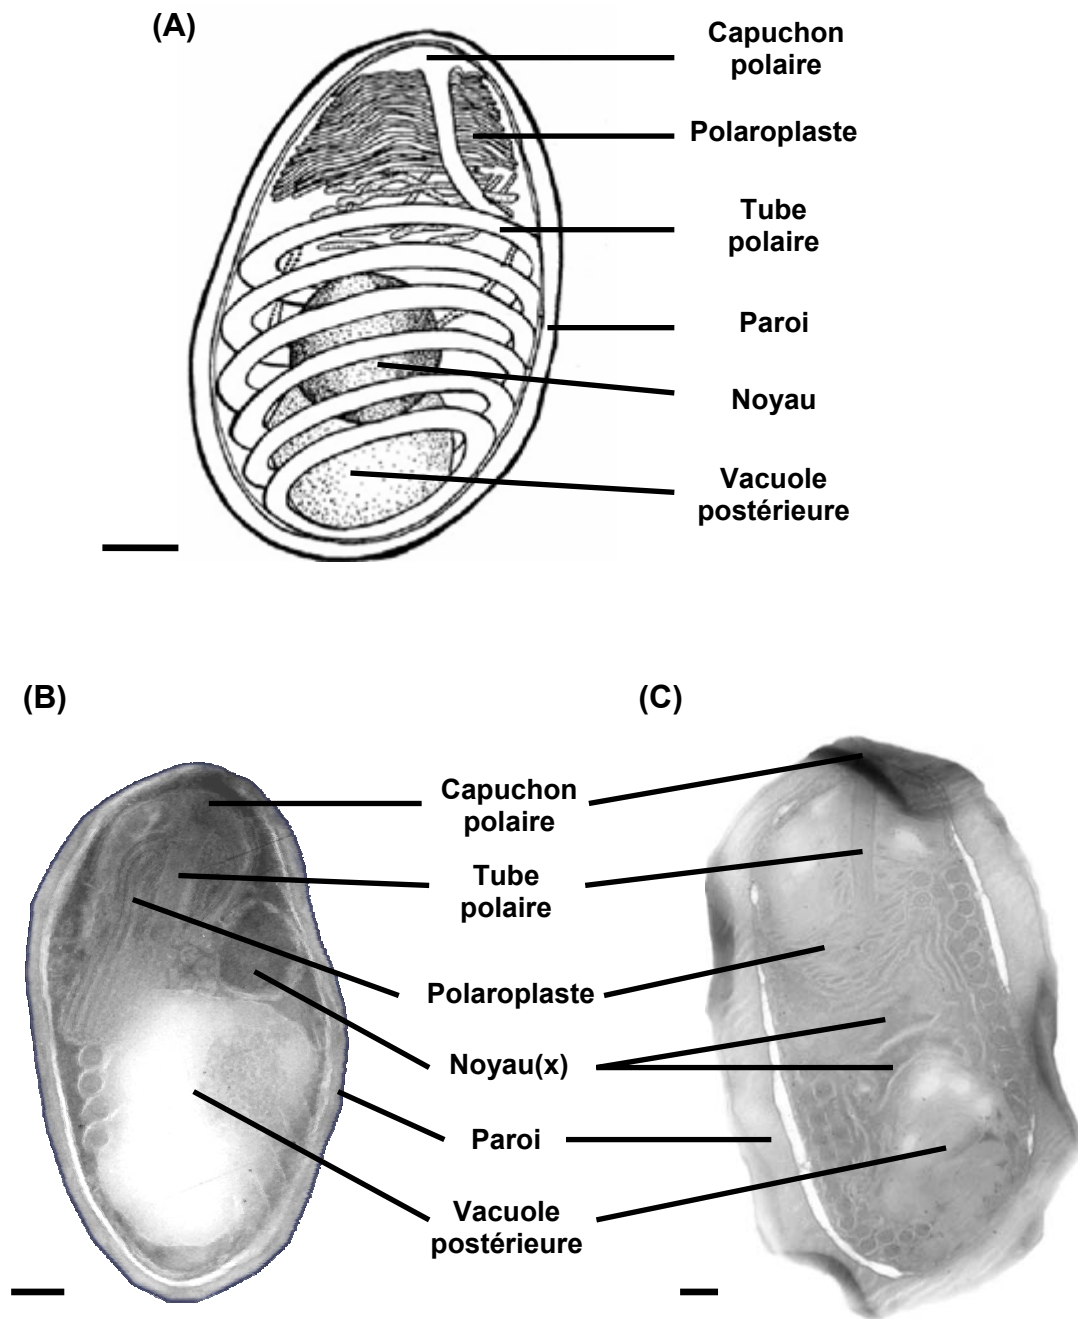 (A)
Capuchon
polaire
Polaroplaste
Tube
polaire
Paroi
Noyau
Vacuole
postérieure
(B)
(C)
Capuchon
polaire
Tube
polaire
Polaroplaste
Noyau(x)
Paroi
Vacuole
postérieure